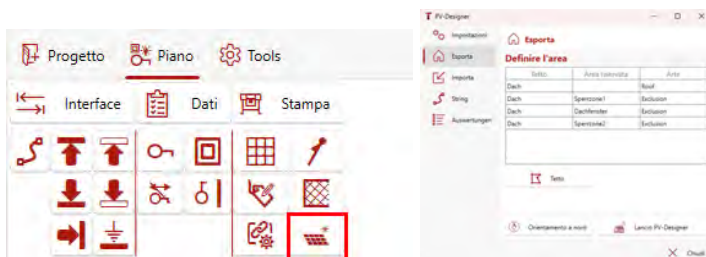 Progetto Piano Tools
Interface Dati Stampa
PV-Designer
Impostazioni
Esporta
Importa
String
Auswertungen
Esporta
Definire l'area
Tetto Area rimovata Arte
Dach Roof
Dach Sperrzone1 Exclusion
Dach Dachfenster Exclusion
Dach Sperrzone2 Exclusion
Tetto
Orientamento a nord Lancio PV-Designer
Chiudi